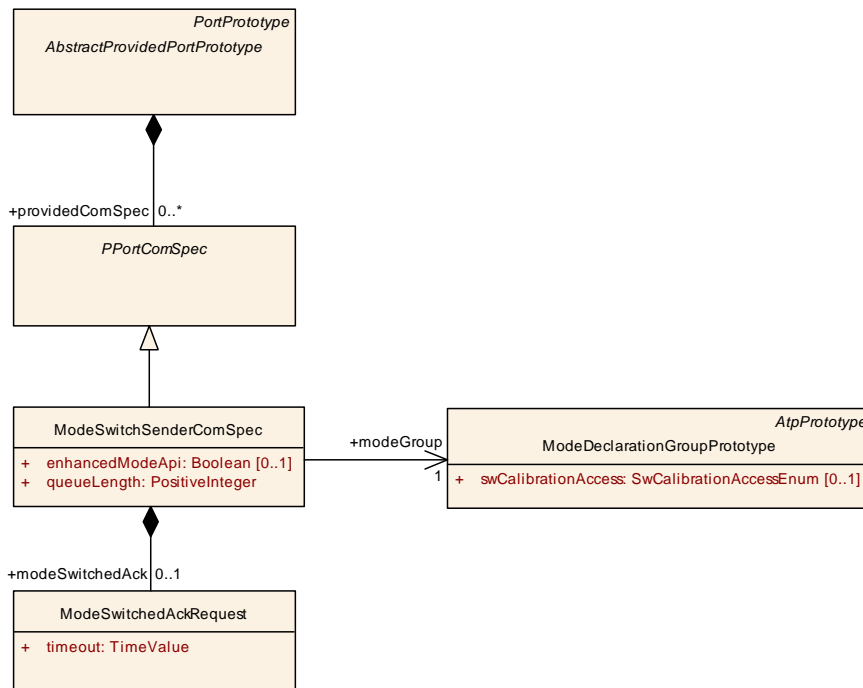 PortPrototype
AbstractProvidedPortPrototype
+providedComSpec 0..*
PPortComSpec
ModeSwitchSenderComSpec
+ enhancedModeApi: Boolean [0..1]
+ queueLength: PositiveInteger
+modeGroup
1
AtpPrototype
ModeDeclarationGroupPrototype
+ swCalibrationAccess: SwCalibrationAccessEnum [0..1]
+modeSwitchedAck 0..1
ModeSwitchedAckRequest
+ timeout: TimeValue